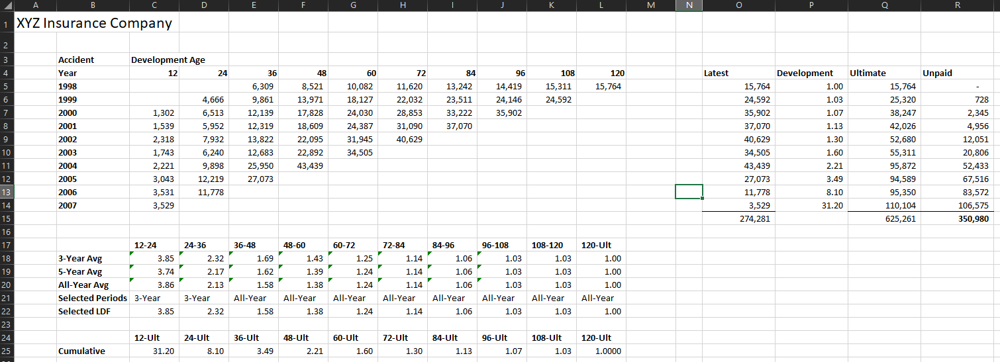 A B C D E F G H I J K L M N O P Q R
1 XYZ Insurance Company
2
3 Accident Development Age
4 Year 12 24 36 48 60 72 84 96 108 120 Latest Development Ultimate Unpaid
5 1998 6,309 8,521 10,082 11,620 13,242 14,419 15,311 15,764 15,764 1.00 15,764 -
6 1999 4,666 9,861 13,971 18,127 22,032 23,511 24,146 24,592 24,592 1.03 25,320 728
7 2000 1,302 6,513 12,139 17,828 24,030 28,853 33,222 35,902 35,902 1.07 38,247 2,345
8 2001 1,539 5,952 12,319 18,609 24,387 31,090 37,070 37,070 1.13 42,026 4,956
9 2002 2,318 7,932 13,822 22,095 31,945 40,629 40,629 1.30 52,680 12,051
10 2003 1,743 6,240 12,683 22,892 34,505 34,505 1.60 55,311 20,806
11 2004 2,221 9,898 25,950 43,439 43,439 2.21 95,872 52,433
12 2005 3,043 12,219 27,073 27,073 3.49 94,589 67,516
13 2006 3,531 11,778 11,778 8.10 95,350 83,572
14 2007 3,529 3,529 31.20 110,104 106,575
15 274,281 625,261 350,980
16
17 12-24 24-36 36-48 48-60 60-72 72-84 84-96 96-108 108-120 120-Ult
18 3-Year Avg 3.85 2.32 1.69 1.43 1.25 1.14 1.06 1.03 1.03 1.00
19 5-Year Avg 3.74 2.17 1.62 1.39 1.24 1.14 1.06 1.03 1.03 1.00
20 All-Year Avg 3.86 2.13 1.58 1.38 1.24 1.14 1.06 1.03 1.03 1.00
21 Selected Periods 3-Year 3-Year All-Year All-Year All-Year All-Year All-Year All-Year All-Year All-Year
22 Selected LDF 3.85 2.32 1.58 1.38 1.24 1.14 1.06 1.03 1.03 1.00
23
24 12-Ult 24-Ult 36-Ult 48-Ult 60-Ult 72-Ult 84-Ult 96-Ult 108-Ult 120-Ult
25 Cumulative 31.20 8.10 3.49 2.21 1.60 1.30 1.13 1.07 1.03 1.0000